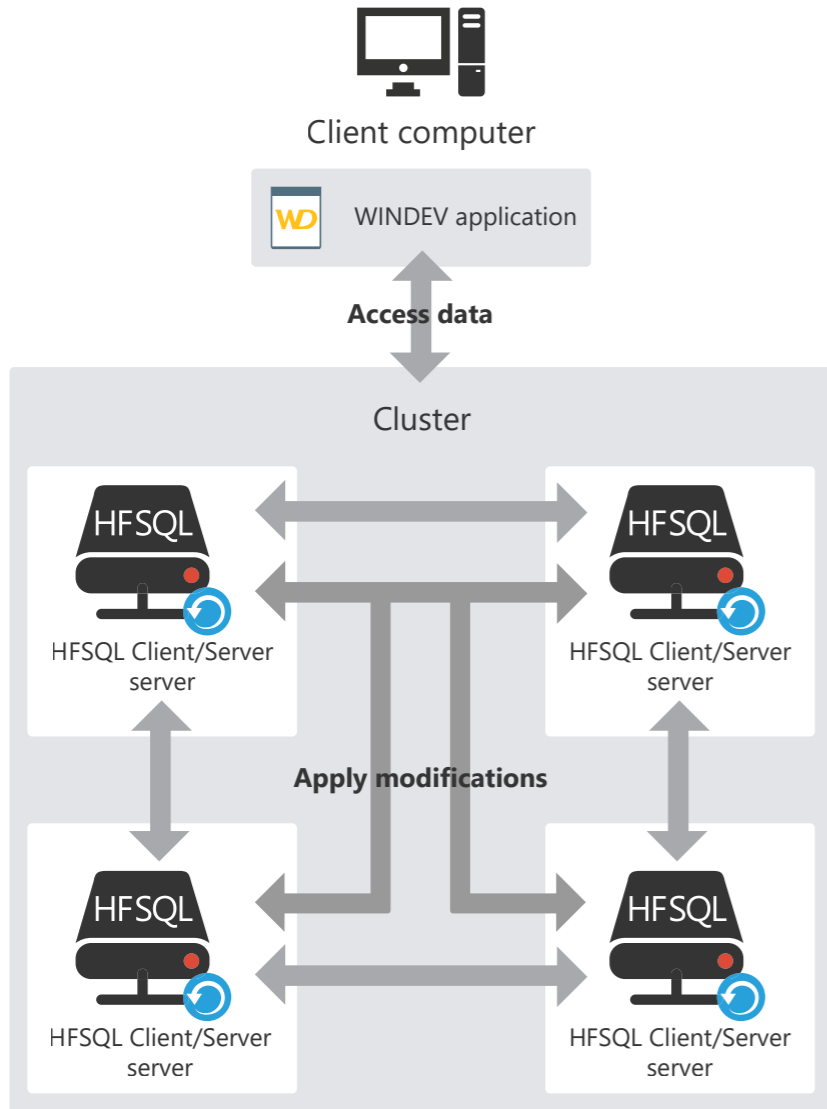 Client computer
WD
WINDEV application
Access data
Cluster
HFSQL
HFSQL Client/Server
server
HFSQL
HFSQL Client/Server
server
Apply modifications
HFSQL
HFSQL Client/Server
server
HFSQL
HFSQL Client/Server
server